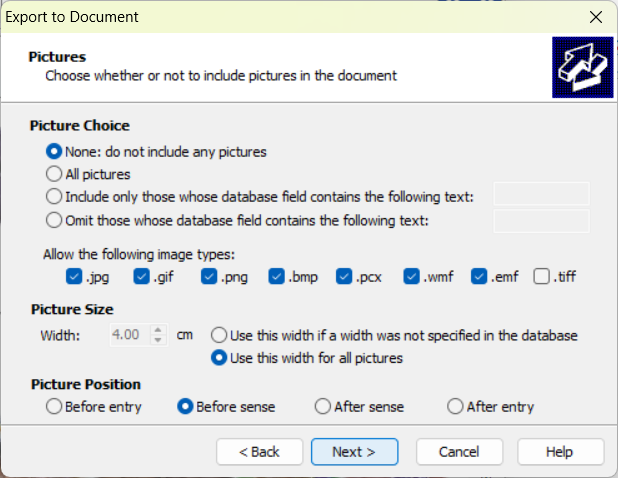 Export to Document
Pictures
Choose whether or not to include pictures in the document
Picture Choice
None: do not include any pictures
All pictures
Include only those whose database field contains the following text:
Omit those whose database field contains the following text:
Allow the following image types:
.jpg .gif .png .bmp .pcx .wmf .emf .tiff
Picture Size
Width: 4.00 cm Use this width if a width was not specified in the database
Use this width for all pictures
Picture Position
Before entry Before sense After sense After entry
< Back Next > Cancel Help